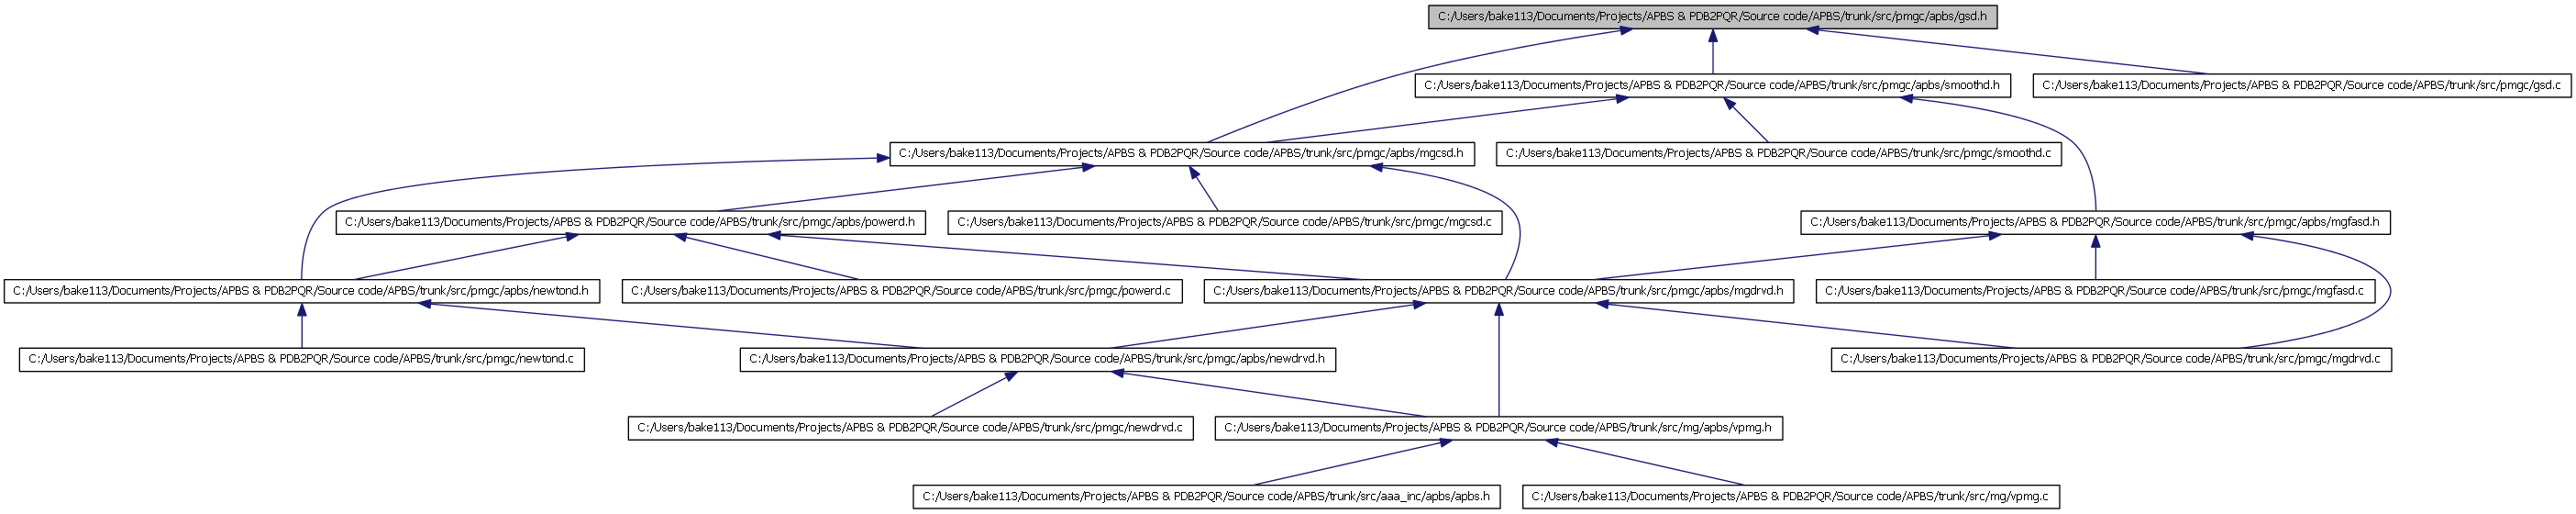 C:/Users/bake113/Documents/Projects/APBS & PDB2PQR/Source code/APBS/trunk/src/pmgc/apbs/gsd.h
C:/Users/bake113/Documents/Projects/APBS & PDB2PQR/Source code/APBS/trunk/src/pmgc/apbs/smoothd.h
C:/Users/bake113/Documents/Projects/APBS & PDB2PQR/Source code/APBS/trunk/src/pmgc/gsd.c
C:/Users/bake113/Documents/Projects/APBS & PDB2PQR/Source code/APBS/trunk/src/pmgc/apbs/mgcsd.h
C:/Users/bake113/Documents/Projects/APBS & PDB2PQR/Source code/APBS/trunk/src/pmgc/smoothd.c
C:/Users/bake113/Documents/Projects/APBS & PDB2PQR/Source code/APBS/trunk/src/pmgc/apbs/powerd.h
C:/Users/bake113/Documents/Projects/APBS & PDB2PQR/Source code/APBS/trunk/src/pmgc/mgcsd.c
C:/Users/bake113/Documents/Projects/APBS & PDB2PQR/Source code/APBS/trunk/src/pmgc/apbs/mgfasd.h
C:/Users/bake113/Documents/Projects/APBS & PDB2PQR/Source code/APBS/trunk/src/pmgc/apbs/newtond.h
C:/Users/bake113/Documents/Projects/APBS & PDB2PQR/Source code/APBS/trunk/src/pmgc/powerd.c
C:/Users/bake113/Documents/Projects/APBS & PDB2PQR/Source code/APBS/trunk/src/pmgc/apbs/mgdrvd.h
C:/Users/bake113/Documents/Projects/APBS & PDB2PQR/Source code/APBS/trunk/src/pmgc/mgfasd.c
C:/Users/bake113/Documents/Projects/APBS & PDB2PQR/Source code/APBS/trunk/src/pmgc/newtond.c
C:/Users/bake113/Documents/Projects/APBS & PDB2PQR/Source code/APBS/trunk/src/pmgc/apbs/newdrvd.h
C:/Users/bake113/Documents/Projects/APBS & PDB2PQR/Source code/APBS/trunk/src/pmgc/mgdrvd.c
C:/Users/bake113/Documents/Projects/APBS & PDB2PQR/Source code/APBS/trunk/src/pmgc/newdrvd.c
C:/Users/bake113/Documents/Projects/APBS & PDB2PQR/Source code/APBS/trunk/src/mg/apbs/vpmg.h
C:/Users/bake113/Documents/Projects/APBS & PDB2PQR/Source code/APBS/trunk/src/aaa_inc/apbs/apbs.h
C:/Users/bake113/Documents/Projects/APBS & PDB2PQR/Source code/APBS/trunk/src/mg/vpmg.c